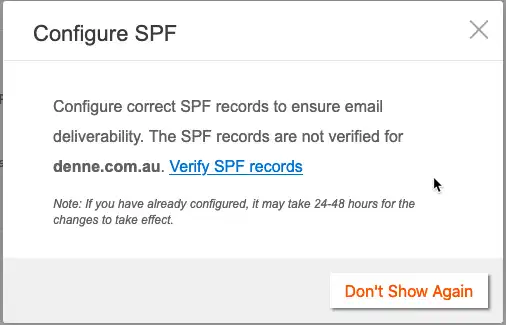 Configure SPF
Configure correct SPF records to ensure email
deliverability. The SPF records are not verified for
denne.com.au. Verify SPF records
Note: If you have already configured, it may take 24-48 hours for the
changes to take effect.
Don't Show Again